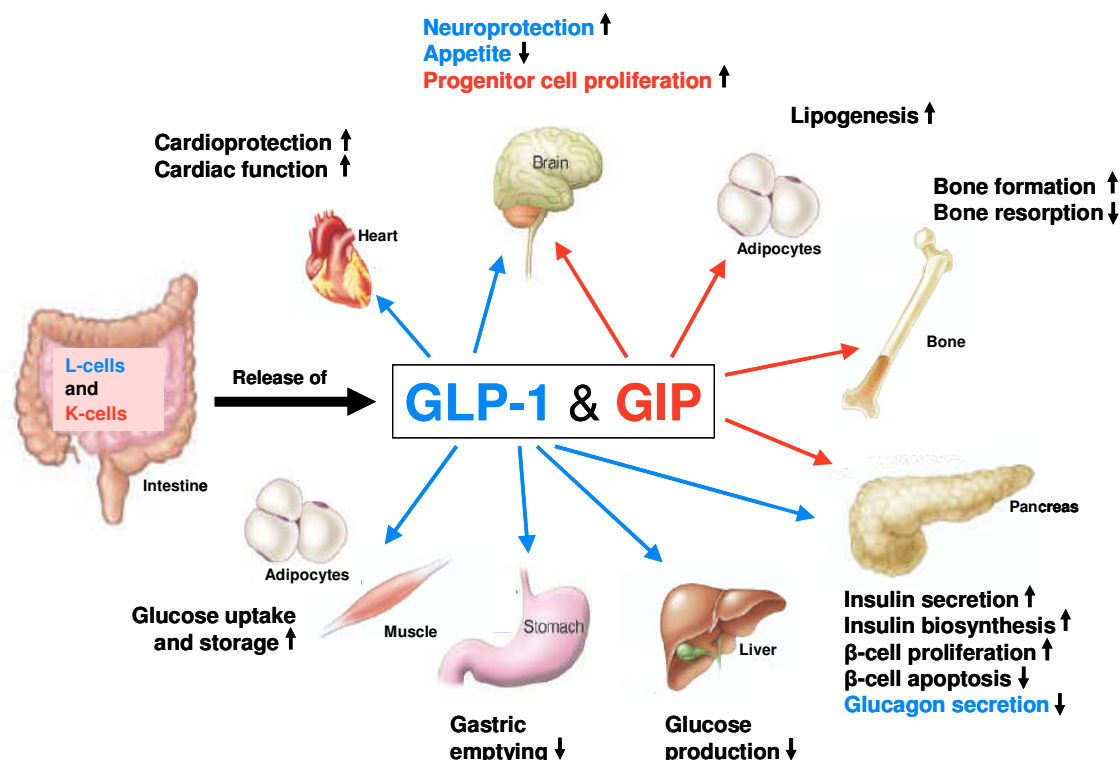 Neuroprotection ↑
Appetite ↓
Progenitor cell proliferation ↑
Lipogenesis ↑
Cardioprotection ↑
Cardiac function ↑
Brain
Bone formation ↑
Bone resorption ↓
Heart
Adipocytes
Bone
L-cells
and
K-cells
Release of
GLP-1 & GIP
Intestine
Pancreas
Adipocytes
Glucose uptake
and storage ↑
Muscle
Stomach
Liver
Insulin secretion ↑
Insulin biosynthesis ↑
β-cell proliferation ↑
β-cell apoptosis ↓
Glucagon secretion ↓
Gastric
emptying ↓
Glucose
production ↓